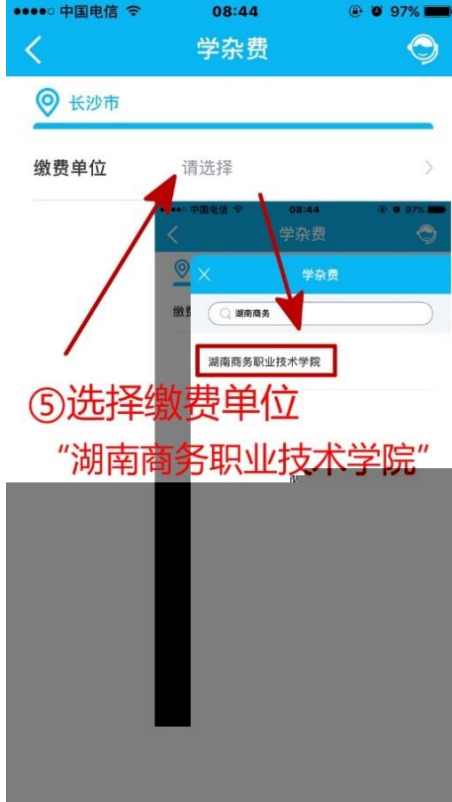 中国电信 08:44 97%
学杂费
长沙市
缴费单位 请选择
中国电信 08:44 97%
学杂费
学杂费
缴费
湖南商务
湖南商务职业技术学院
⑤选择缴费单位
“湖南商务职业技术学院”